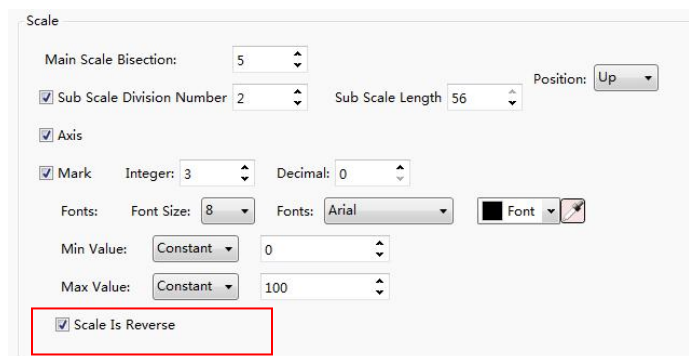 Scale
Main Scale Bisection: 5
Position: Up
Sub Scale Division Number 2 Sub Scale Length 56
Axis
Mark Integer: 3 Decimal: 0
Fonts: Font Size: 8 Fonts: Arial Font
Min Value: Constant 0
Max Value: Constant 100
Scale Is Reverse